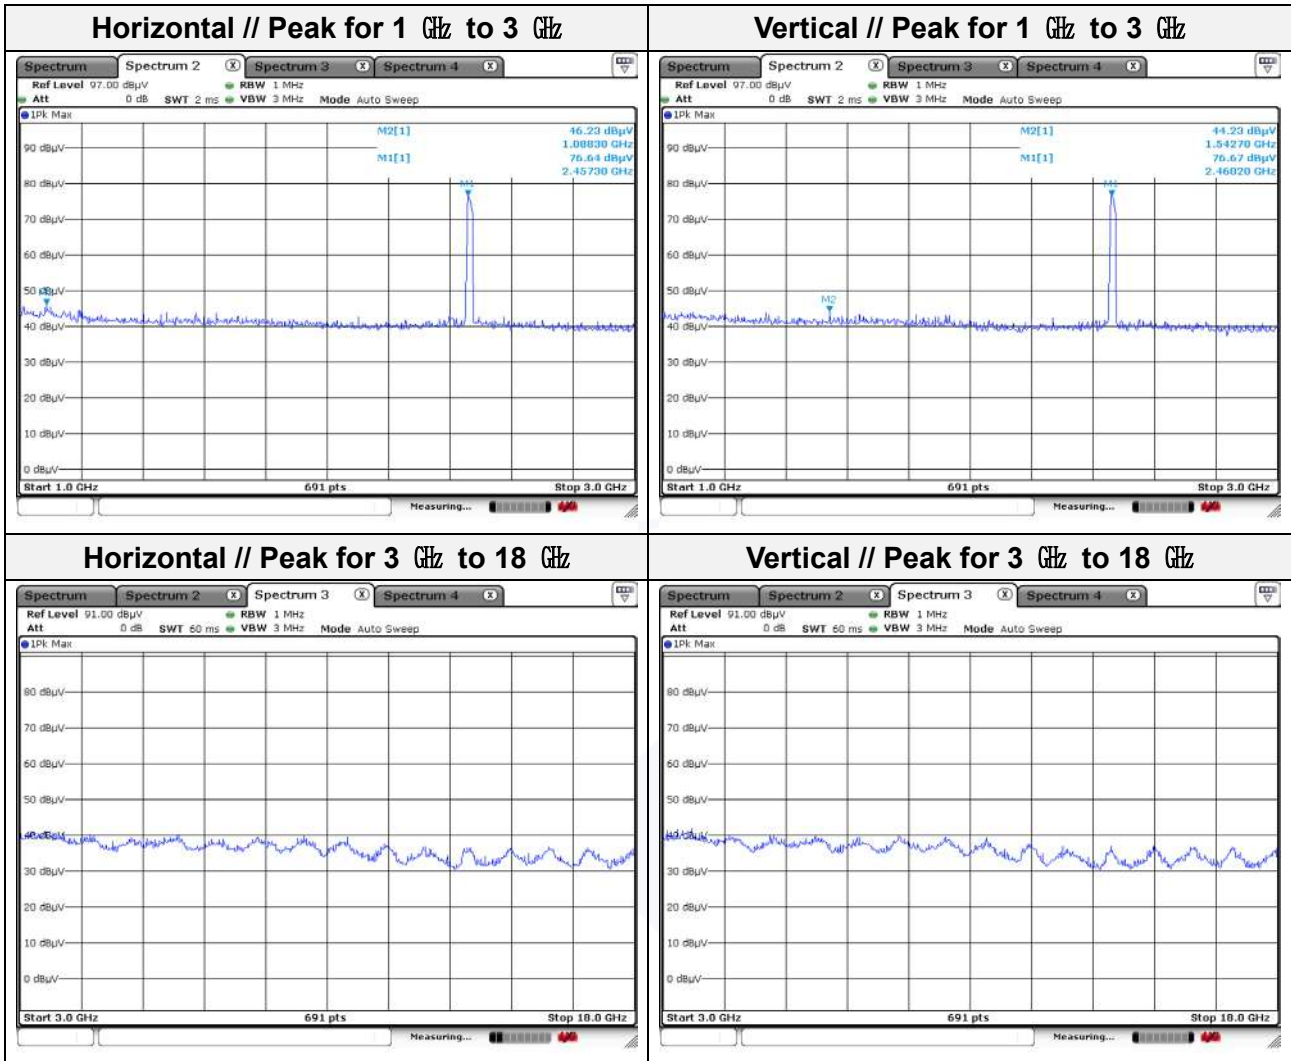 Horizontal // Peak for 1 ㎓ to 3 ㎓
Spectrum Spectrum 2 X Spectrum 3 X Spectrum 4 X
Ref Level 97.00 dBµV RBW 1 MHz
Att 0 dB SWT 2 ms VBW 3 MHz Mode Auto Sweep
1Pk Max
M2[1] 46.23 dBµV
1.08830 GHz
M1[1] 76.64 dBµV
2.45730 GHz
90 dBµV
80 dBµV
M1
70 dBµV
60 dBµV
50 dBµV
40 dBµV
30 dBµV
20 dBµV
10 dBµV
0 dBµV
Start 1.0 GHz 691 pts Stop 3.0 GHz
Measuring...
Vertical // Peak for 1 ㎓ to 3 ㎓
Spectrum Spectrum 2 X Spectrum 3 X Spectrum 4 X
Ref Level 97.00 dBµV RBW 1 MHz
Att 0 dB SWT 2 ms VBW 3 MHz Mode Auto Sweep
1Pk Max
M2[1] 44.23 dBµV
1.54270 GHz
M1[1] 76.67 dBµV
2.46020 GHz
90 dBµV
80 dBµV
M1
70 dBµV
60 dBµV
50 dBµV
M2
40 dBµV
30 dBµV
20 dBµV
10 dBµV
0 dBµV
Start 1.0 GHz 691 pts Stop 3.0 GHz
Measuring...
Horizontal // Peak for 3 ㎓ to 18 ㎓
Spectrum Spectrum 2 X Spectrum 3 X Spectrum 4 X
Ref Level 91.00 dBµV RBW 1 MHz
Att 0 dB SWT 60 ms VBW 3 MHz Mode Auto Sweep
1Pk Max
80 dBµV
70 dBµV
60 dBµV
50 dBµV
40 dBµV
30 dBµV
20 dBµV
10 dBµV
0 dBµV
Start 3.0 GHz 691 pts Stop 18.0 GHz
Measuring...
Vertical // Peak for 3 ㎓ to 18 ㎓
Spectrum Spectrum 2 X Spectrum 3 X Spectrum 4 X
Ref Level 91.00 dBµV RBW 1 MHz
Att 0 dB SWT 60 ms VBW 3 MHz Mode Auto Sweep
1Pk Max
80 dBµV
70 dBµV
60 dBµV
50 dBµV
40 dBµV
30 dBµV
20 dBµV
10 dBµV
0 dBµV
Start 3.0 GHz 691 pts Stop 18.0 GHz
Measuring...